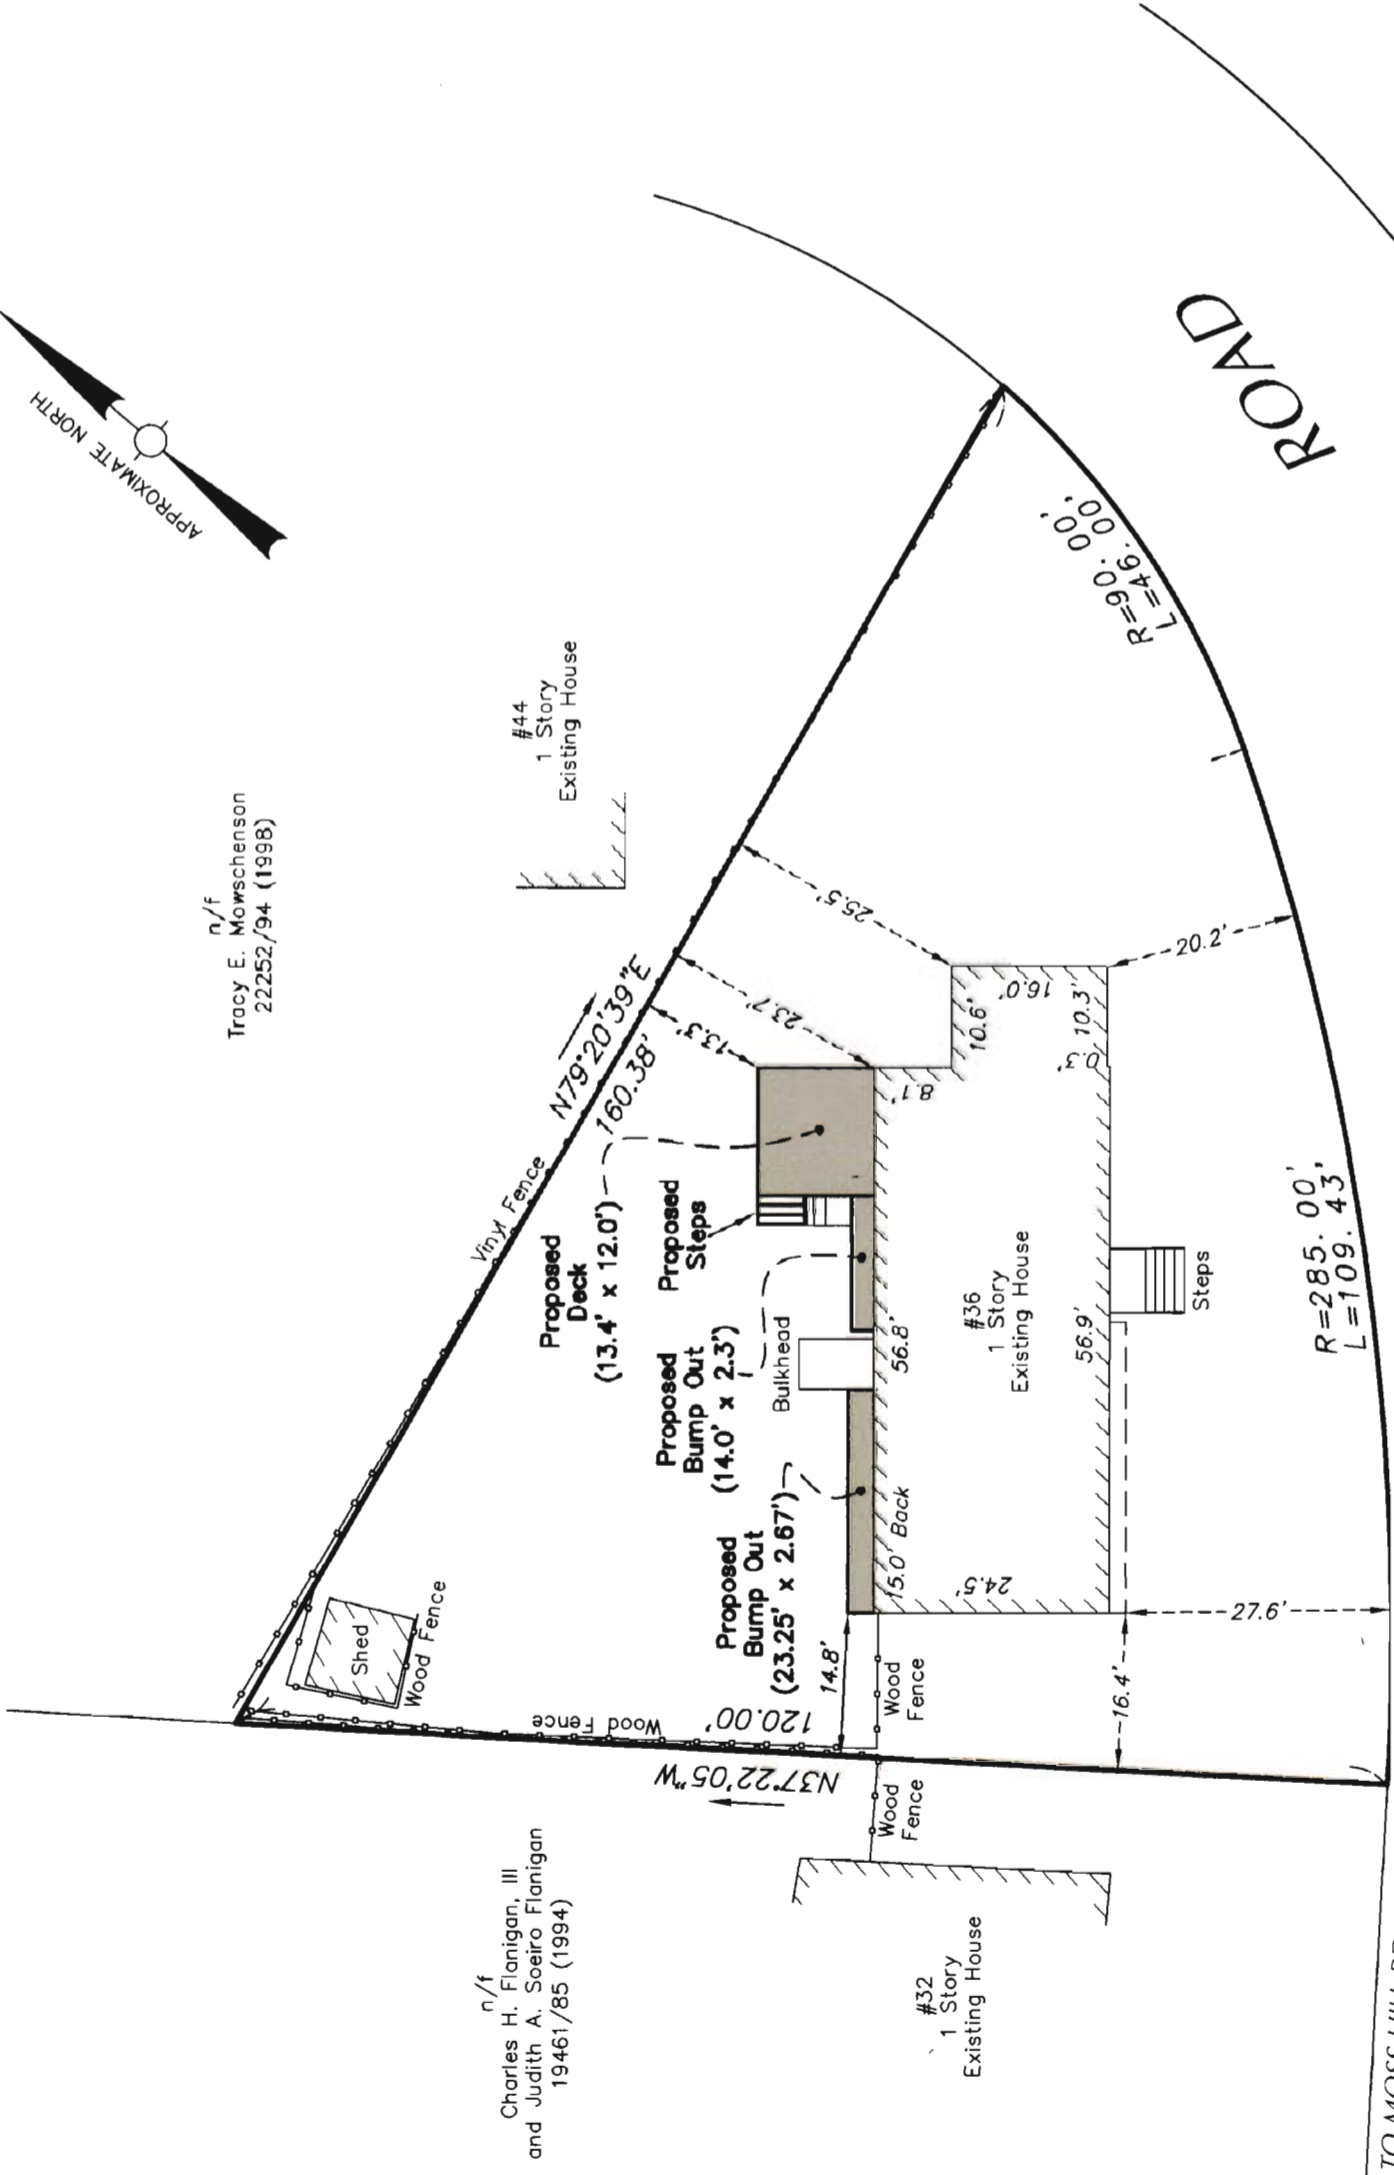 APPROXIMATE NORTH
n/f
Tracy E. Mowschenson
22252/94 (1998)
#44
1 Story
Existing House
ROAD
R=90.00'
L=46.00'
N79°20'39"E
160.38'
Vinyl Fence
25.5'
23.7'
13.3'
20.2'
Proposed
Deck
(13.4' x 12.0')
Proposed
Steps
Proposed
Bump Out
(14.0' x 2.3')
Bulkhead
Proposed
Bump Out
(23.25' x 2.67')
10.6'
16.0'
10.3'
0.3'
8.1'
56.8'
#36
1 Story
Existing House
56.9'
Steps
15.0' Back
24.5'
R=285.00'
L=109.43'
27.6'
16.4'
14.8'
Shed
Wood Fence
Wood Fence
120.00'
N37°22'05"W
Wood
Fence
Wood
Fence
n/f
Charles H. Flanigan, III
and Judith A. Soeiro Flanigan
19461/85 (1994)
#32
1 Story
Existing House
TO MOSS HILL RD